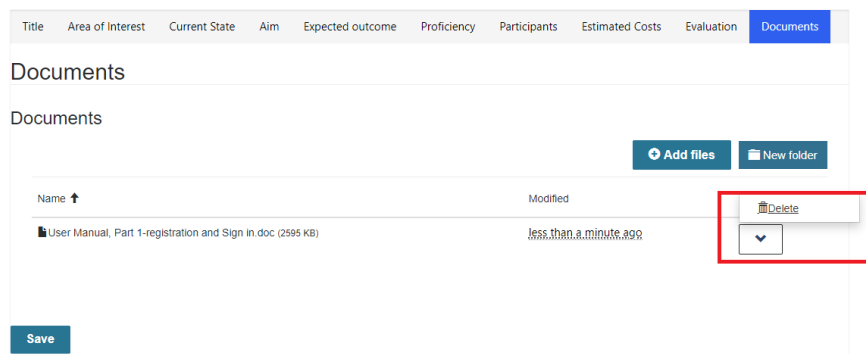 Title Area of Interest Current State Aim Expected outcome Proficiency Participants Estimated Costs Evaluation Documents
Documents
Documents
Add files New folder
Name Modified
Delete
User Manual, Part 1-registration and Sign in.doc (2595 KB) less than a minute ago
Save